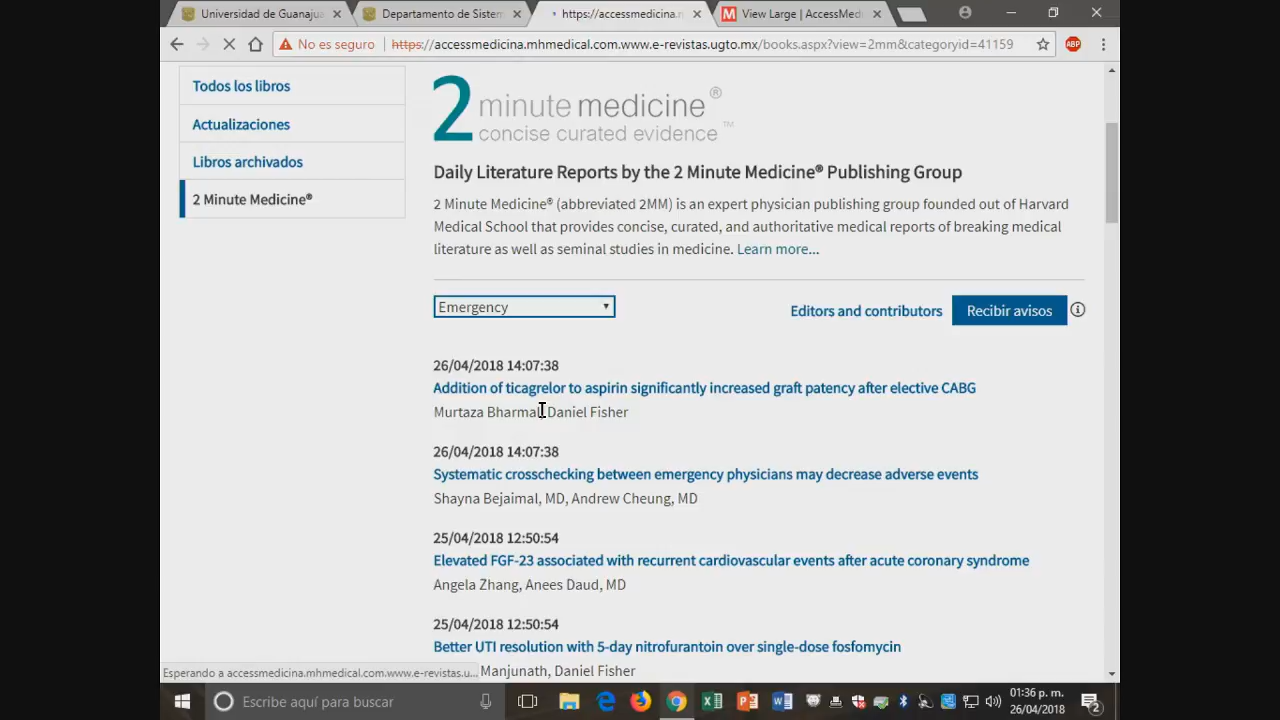 Universidad de Guanajua
Departamento de Sistem
https://accessmedicina.m
View Large | AccessMedi
No es seguro
https://accessmedicina.mhmedical.com.www.e-revistas.ugto.mx/books.aspx?view=2mm&categoryid=41159
ABP
Todos los libros
Actualizaciones
Libros archivados
2 Minute Medicine®
2 minute medicine®
concise curated evidence™
Daily Literature Reports by the 2 Minute Medicine® Publishing Group
2 Minute Medicine® (abbreviated 2MM) is an expert physician publishing group founded out of Harvard
Medical School that provides concise, curated, and authoritative medical reports of breaking medical
literature as well as seminal studies in medicine. Learn more...
Emergency
Editors and contributors
Recibir avisos
26/04/2018 14:07:38
Addition of ticagrelor to aspirin significantly increased graft patency after elective CABG
Murtaza Bharmal, Daniel Fisher
26/04/2018 14:07:38
Systematic crosschecking between emergency physicians may decrease adverse events
Shayna Bejaimal, MD, Andrew Cheung, MD
25/04/2018 12:50:54
Elevated FGF-23 associated with recurrent cardiovascular events after acute coronary syndrome
Angela Zhang, Anees Daud, MD
25/04/2018 12:50:54
Better UTI resolution with 5-day nitrofurantoin over single-dose fosfomycin
Manjunath, Daniel Fisher
Esperando a accessmedicina.mhmedical.com.www.e-revistas.u...
Escribe aquí para buscar
01:36 p. m.
26/04/2018
2